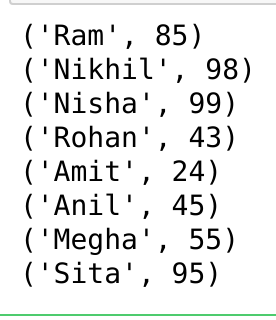 ('Ram', 85)
('Nikhil', 98)
('Nisha', 99)
('Rohan', 43)
('Amit', 24)
('Anil', 45)
('Megha', 55)
('Sita', 95)